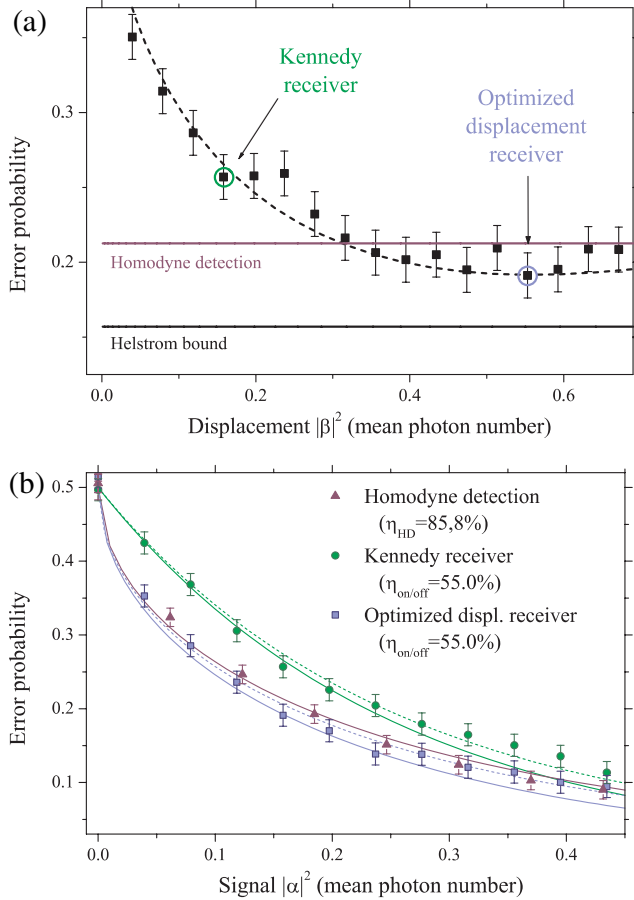 (a)
Kennedy
receiver
Optimized
displacement
receiver
0.3
0.2
Error probability
Homodyne detection
Helstrom bound
0.0 0.2 0.4 0.6
Displacement |β|² (mean photon number)
(b)
0.5
0.4
0.3
0.2
0.1
Error probability
Homodyne detection
(η_HD=85,8%)
Kennedy receiver
(η_on/off=55.0%)
Optimized displ. receiver
(η_on/off=55.0%)
0.0 0.1 0.2 0.3 0.4
Signal |α|² (mean photon number)